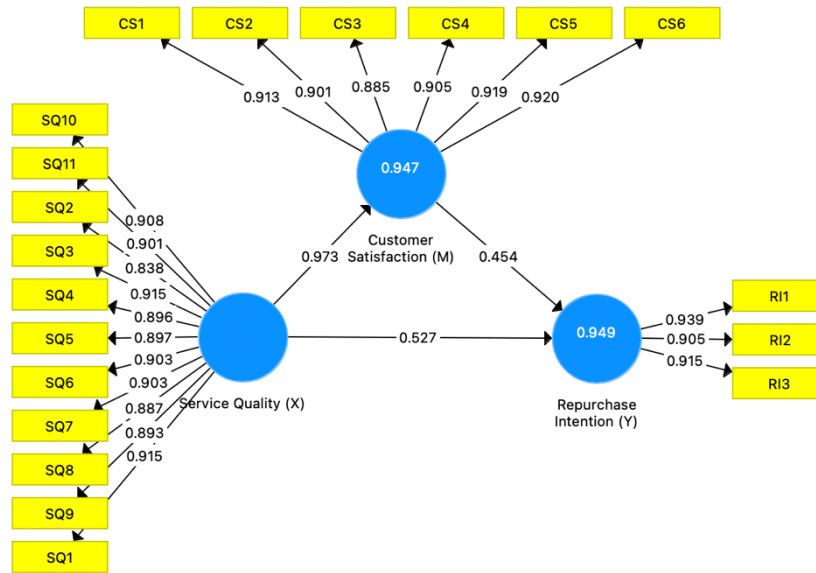 CS1
CS2
CS3
CS4
CS5
CS6
0.913
0.901
0.885
0.905
0.919
0.920
SQ10
SQ11
SQ2
SQ3
SQ4
SQ5
SQ6
SQ7
SQ8
SQ9
SQ1
0.908
0.901
0.838
0.915
0.896
0.897
0.903
0.903
0.887
0.893
0.915
0.947
Customer
Satisfaction (M)
0.973
0.454
Service Quality (X)
0.527
0.949
Repurchase
Intention (Y)
0.939
0.905
0.915
RI1
RI2
RI3